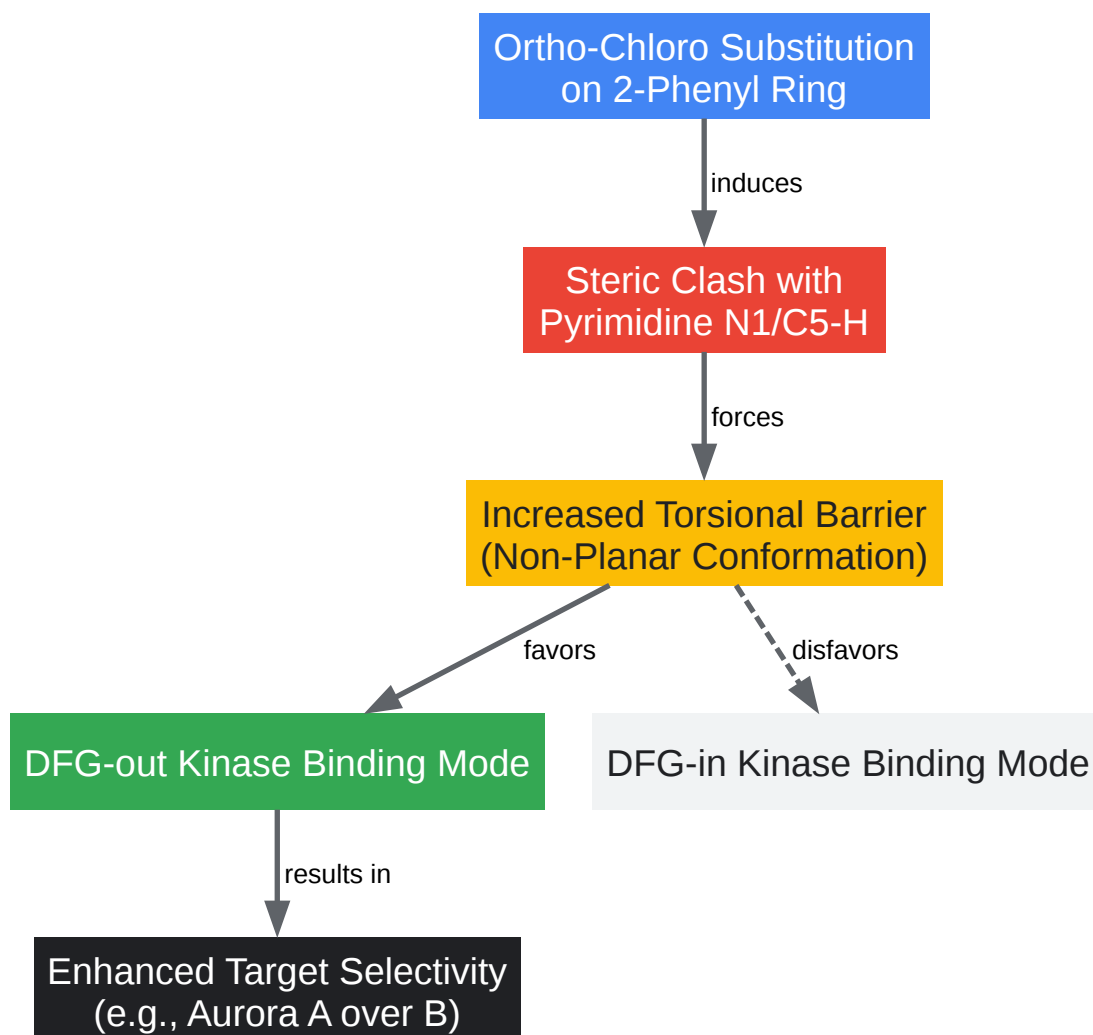 Ortho-Chloro Substitution
on 2-Phenyl Ring
induces
Steric Clash with
Pyrimidine N1/C5-H
forces
Increased Torsional Barrier
(Non-Planar Conformation)
favors
disfavors
DFG-out Kinase Binding Mode
DFG-in Kinase Binding Mode
results in
Enhanced Target Selectivity
(e.g., Aurora A over B)